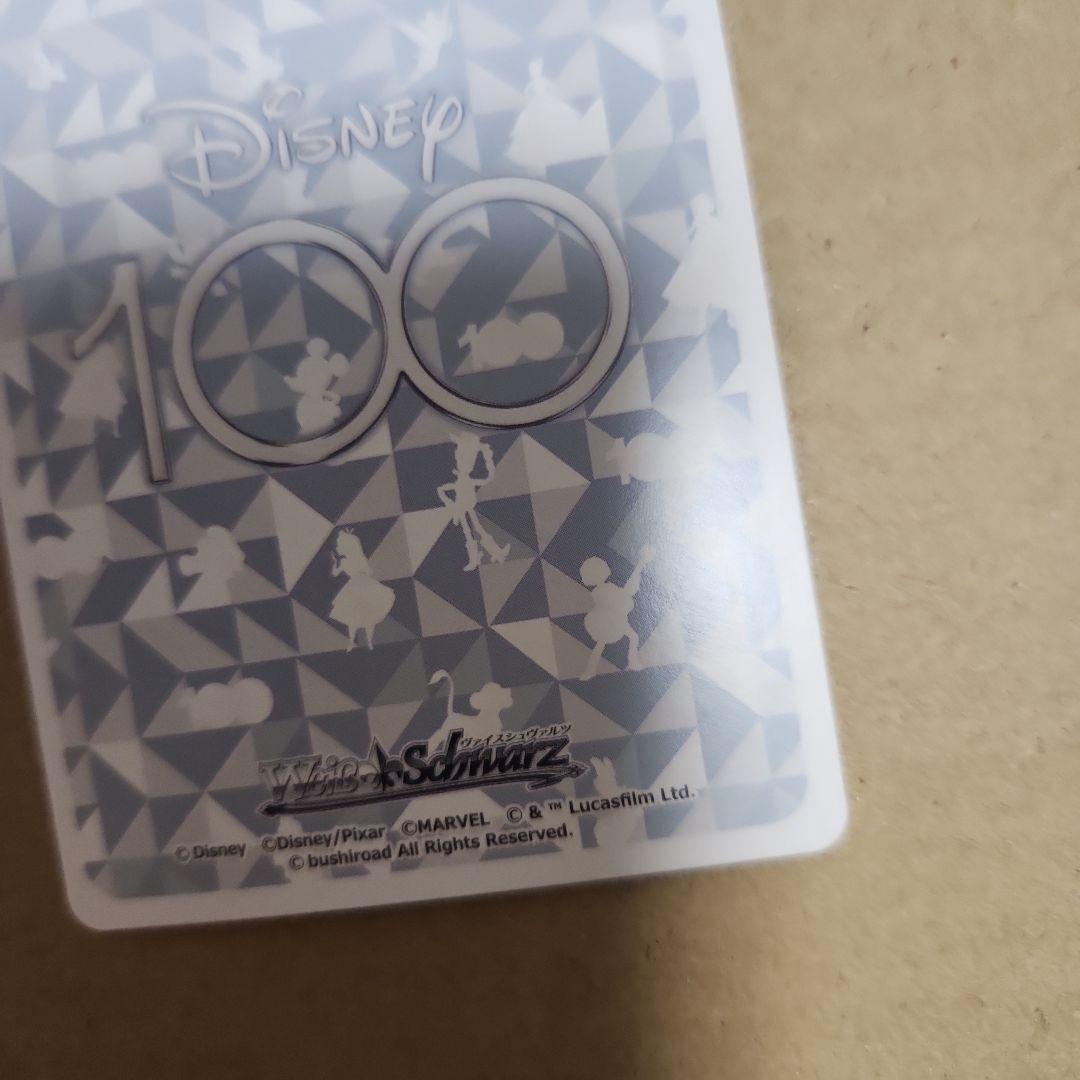 Disney
100
ヴァイスシュヴァルツ
Weiß Schwarz
©Disney ©Disney/Pixar ©MARVEL © & ™ Lucasfilm Ltd.
© bushiroad All Rights Reserved.
100